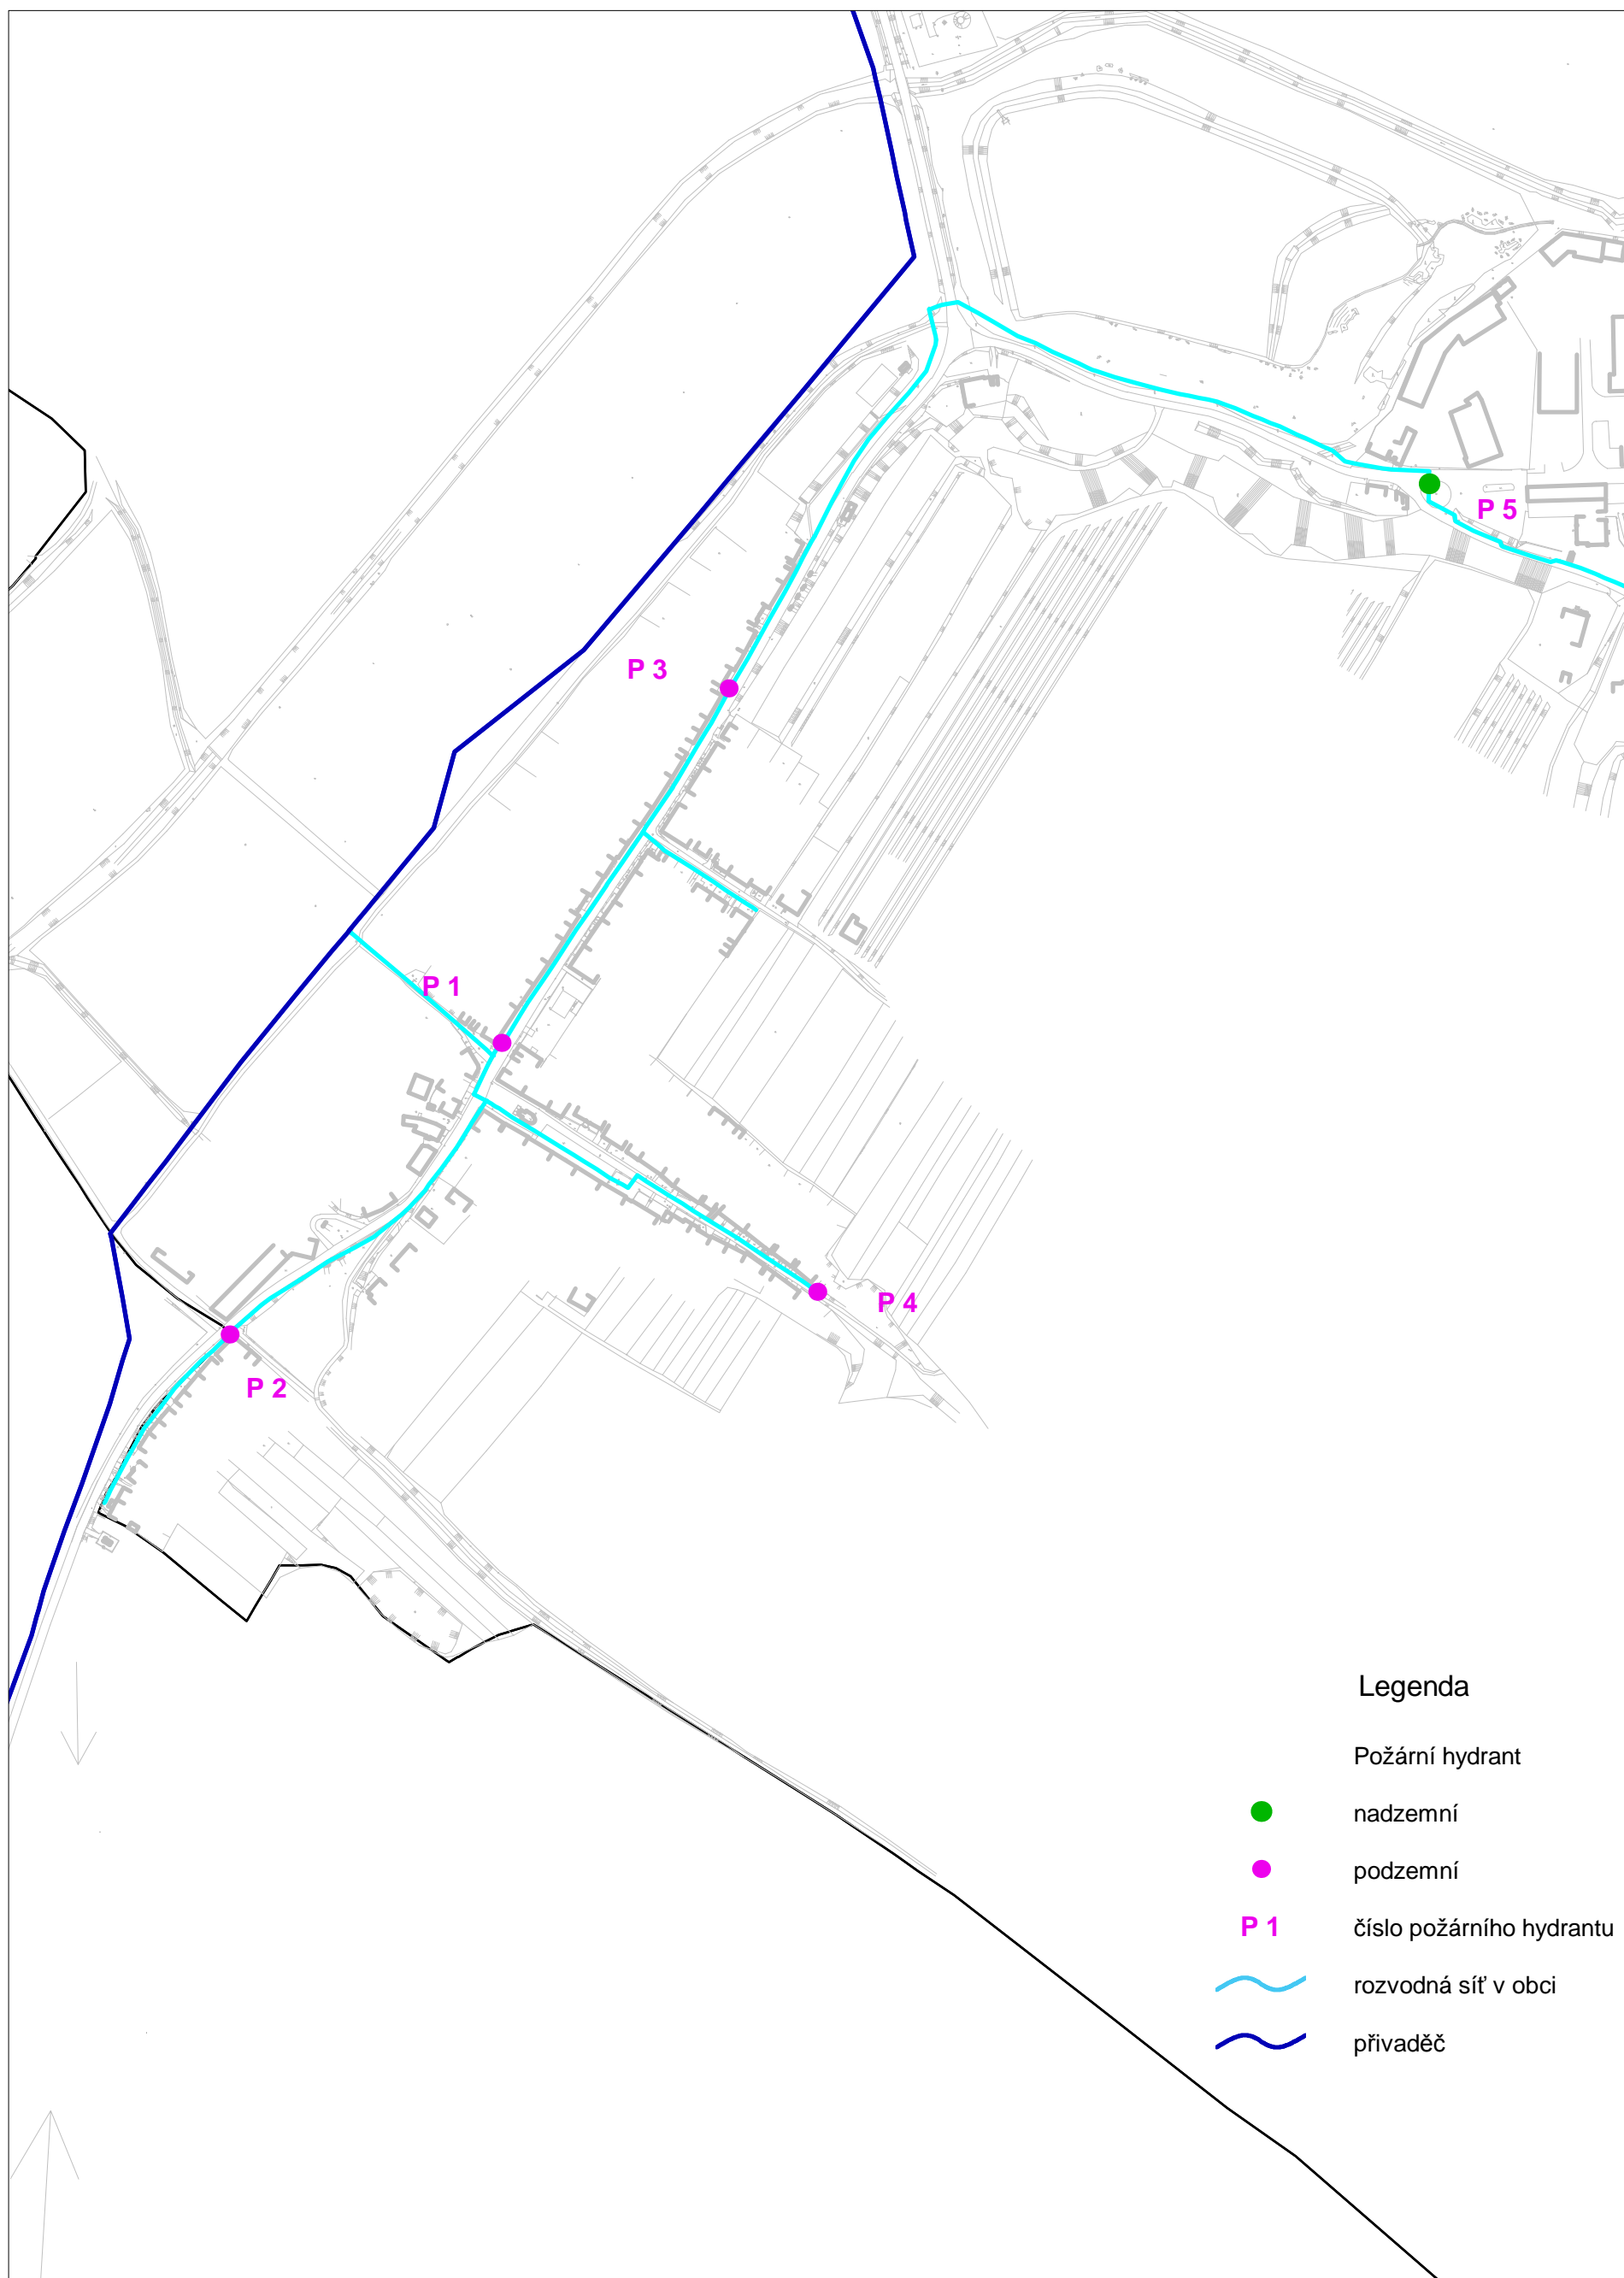 P 5
P 3
P 1
P 4
P 2
Legenda
Požární hydrant
nadzemní
podzemní
P 1 číslo požárního hydrantu
rozvodná síť v obci
přivaděč